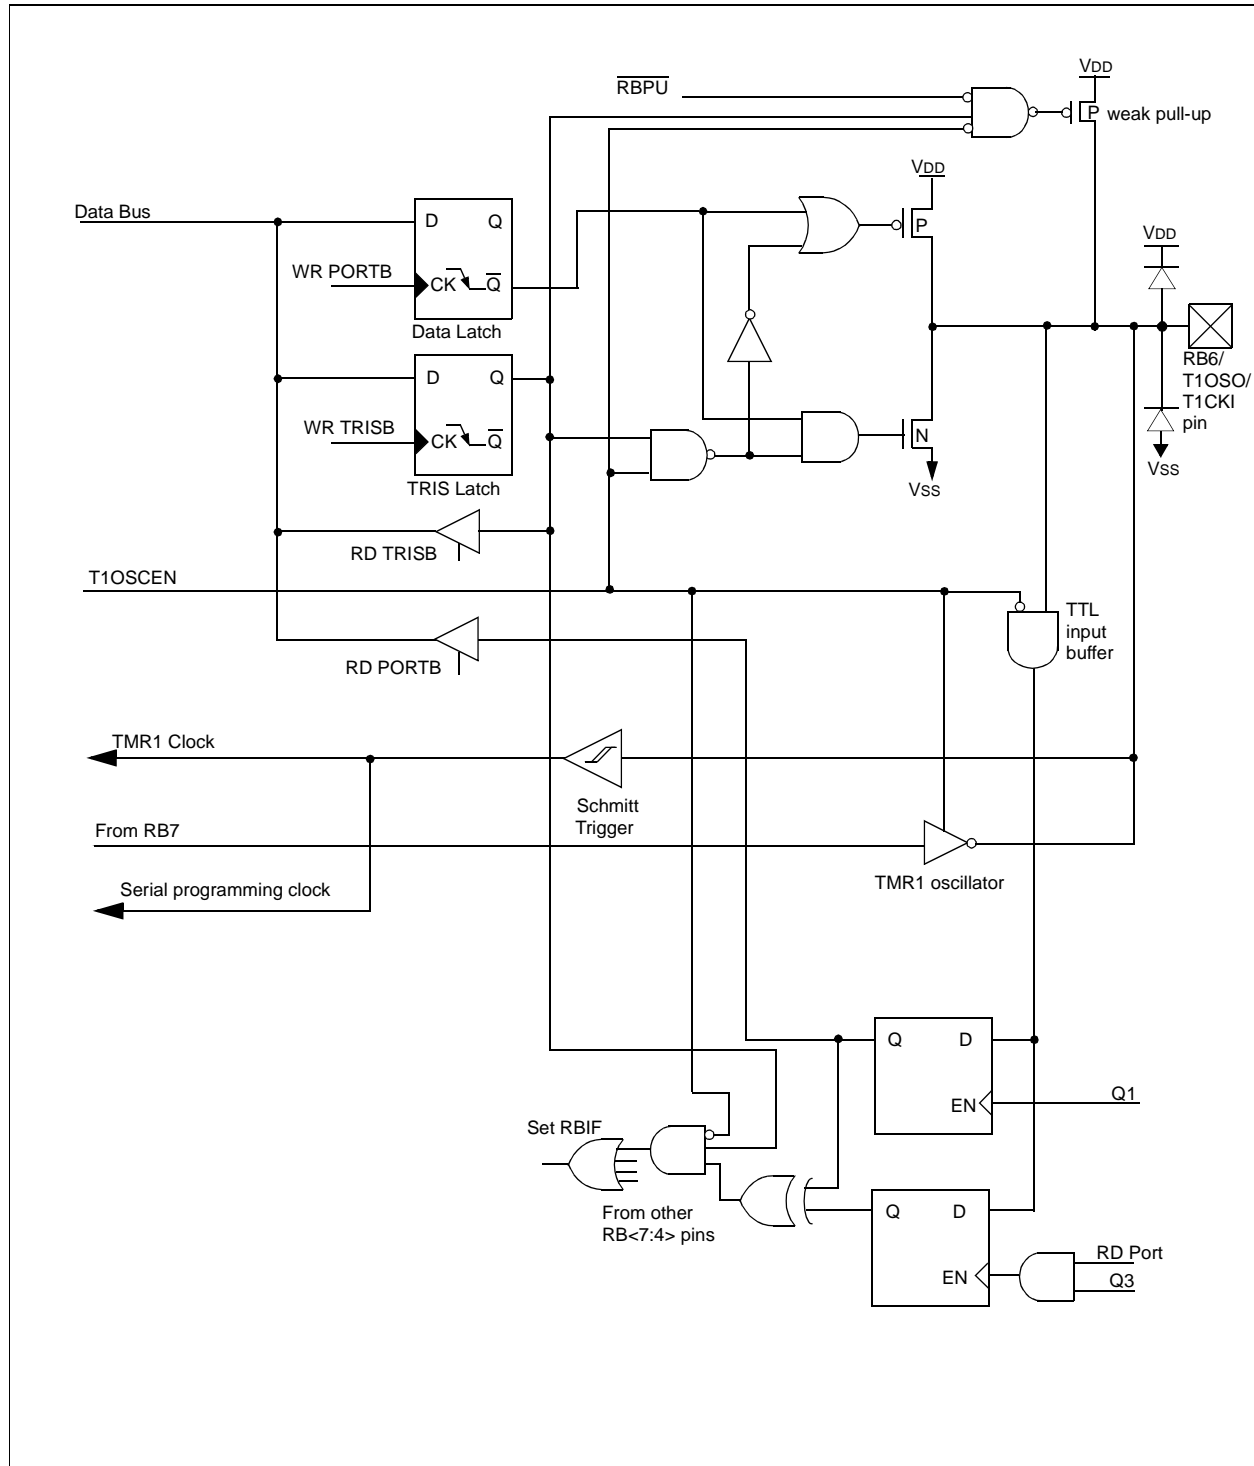 VDD
RBPU
P
weak pull-up
VDD
Data Bus
D
Q
P
VDD
WR PORTB
CK
Q
Data Latch
RB6/
T1OSO/
T1CKI
pin
D
Q
WR TRISB
CK
Q
N
TRIS Latch
VSS
VSS
RD TRISB
T1OSCEN
TTL
input
buffer
RD PORTB
TMR1 Clock
Schmitt
Trigger
From RB7
TMR1 oscillator
Serial programming clock
Q
D
EN
Q1
Set RBIF
From other
RB<7:4> pins
Q
D
RD Port
EN
Q3